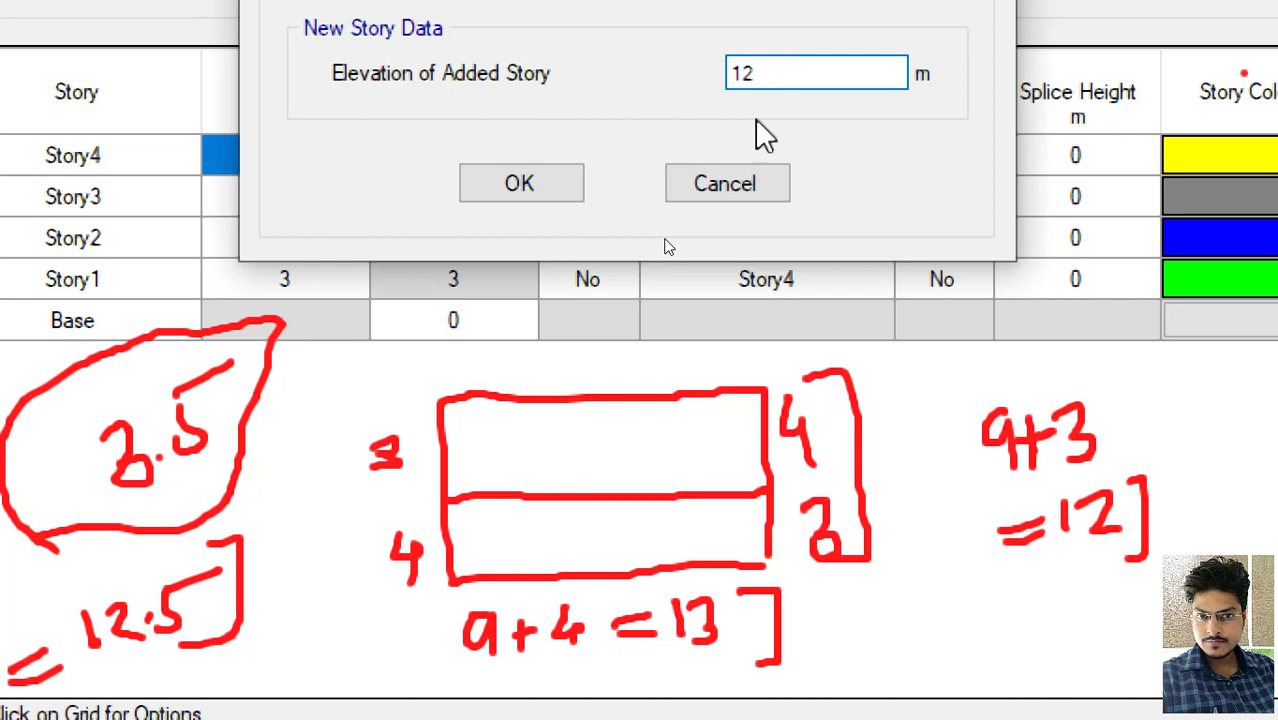 New Story Data
Elevation of Added Story 12 m
Story Splice Height m Story Col
Story4 0
OK Cancel
Story3 0
Story2 0
Story1 3 3 No Story4 No 0
Base 0
3.5
4
9+3
=12]
4 3
=12.5]
9+4=13]
lick on Grid for Options